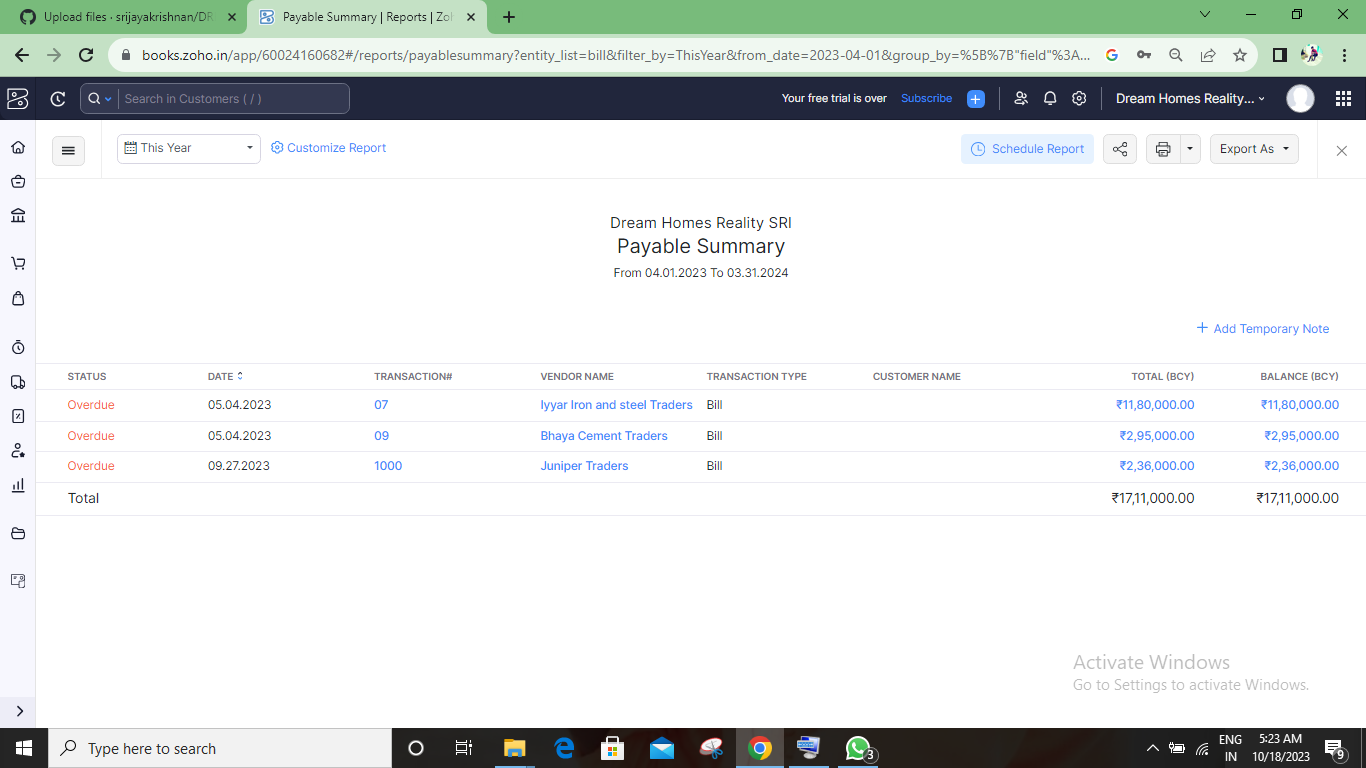 Upload files · srijayakrishnan/DR
Payable Summary | Reports | Zoh
books.zoho.in/app/60024160682#/reports/payablesummary?entity_list=bill&filter_by=ThisYear&from_date=2023-04-01&group_by=%5B%7B"field"%3A...
Search in Customers ( / )
Your free trial is over
Subscribe
Dream Homes Reality...
This Year
Customize Report
Schedule Report
Export As
Dream Homes Reality SRI
Payable Summary
From 04.01.2023 To 03.31.2024
Add Temporary Note
STATUS DATE TRANSACTION# VENDOR NAME TRANSACTION TYPE CUSTOMER NAME TOTAL (BCY) BALANCE (BCY)
Overdue 05.04.2023 07 Iyyar Iron and steel Traders Bill ₹11,80,000.00 ₹11,80,000.00
Overdue 05.04.2023 09 Bhaya Cement Traders Bill ₹2,95,000.00 ₹2,95,000.00
Overdue 09.27.2023 1000 Juniper Traders Bill ₹2,36,000.00 ₹2,36,000.00
Total ₹17,11,000.00 ₹17,11,000.00
Activate Windows
Go to Settings to activate Windows.
Type here to search
3
ENG
IN
5:23 AM
10/18/2023
9